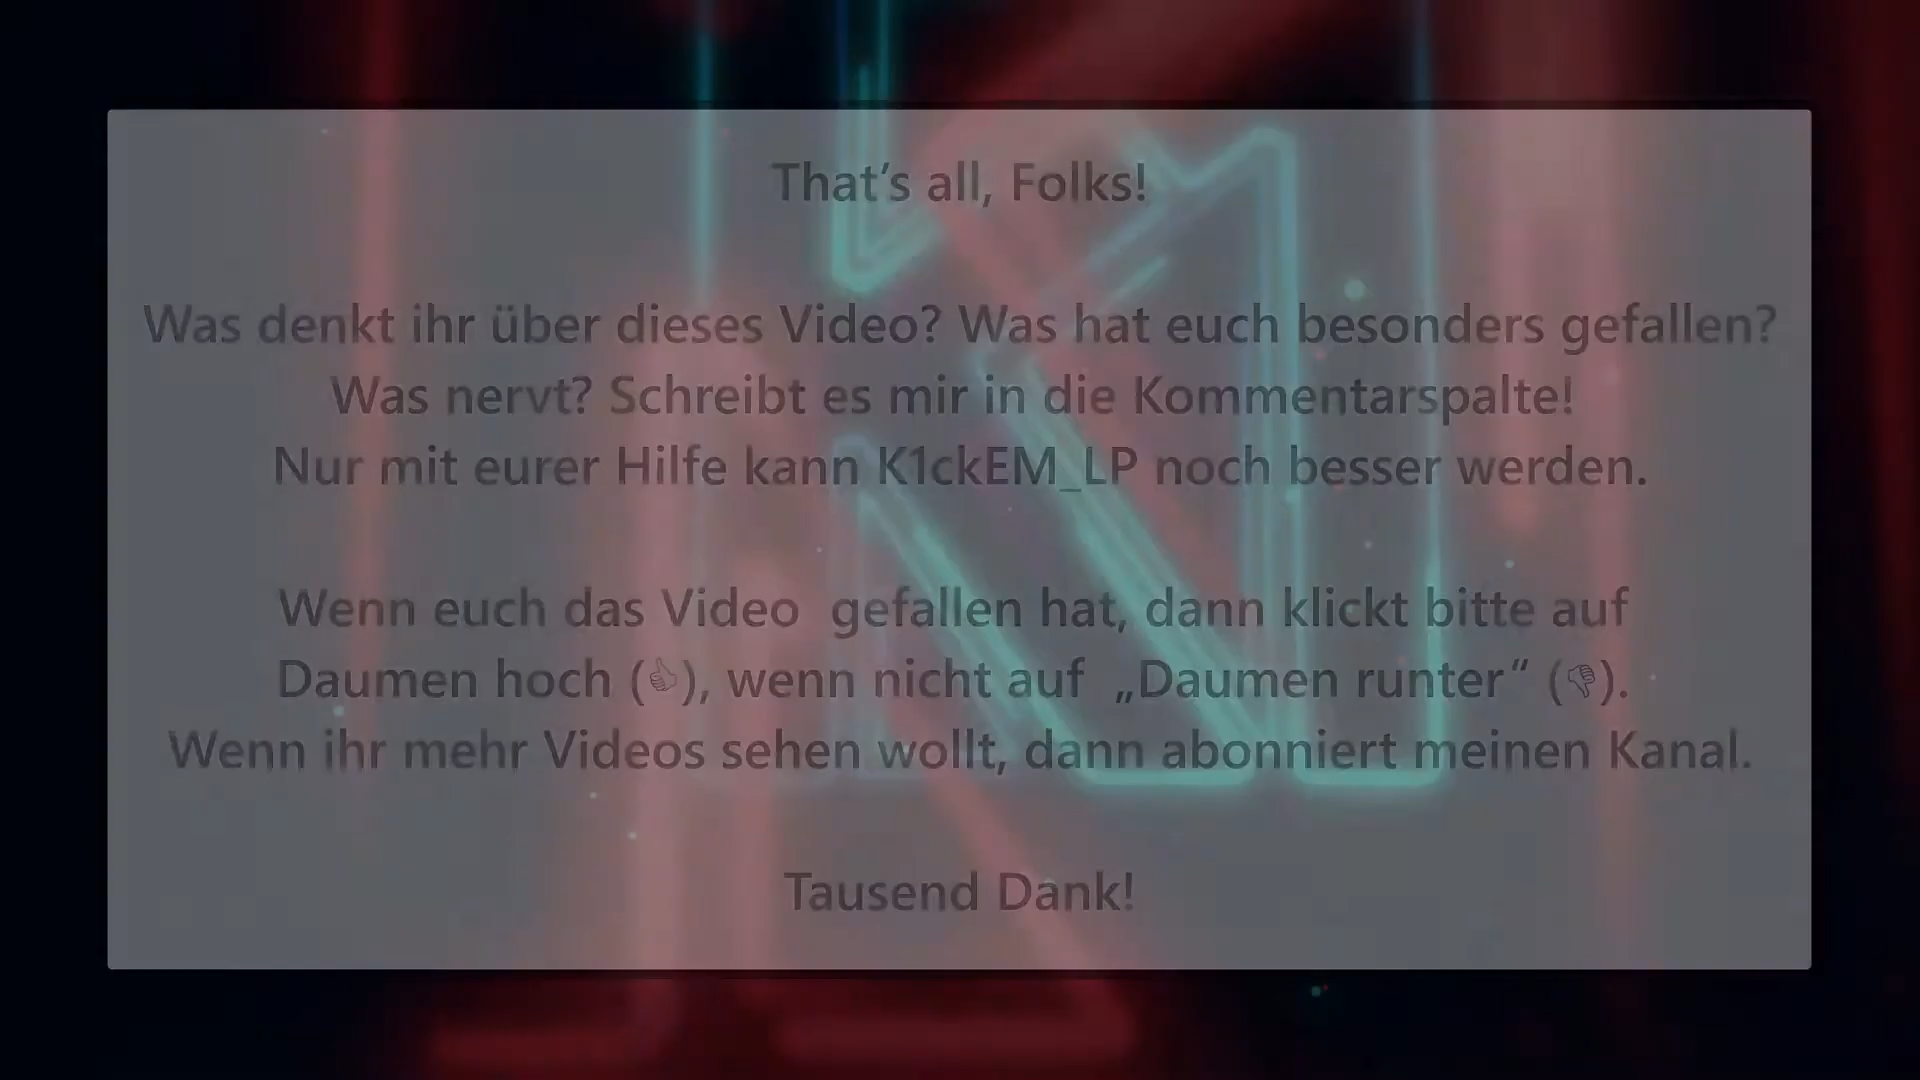 That's all, Folks!
Was denkt ihr über dieses Video? Was hat euch besonders gefallen?
Was nervt? Schreibt es mir in die Kommentarspalte!
Nur mit eurer Hilfe kann K1ckEM_LP noch besser werden.
Wenn euch das Video  gefallen hat, dann klickt bitte auf
Daumen hoch (👍), wenn nicht auf  „Daumen runter“ (👎).
Wenn ihr mehr Videos sehen wollt, dann abonniert meinen Kanal.
Tausend Dank!